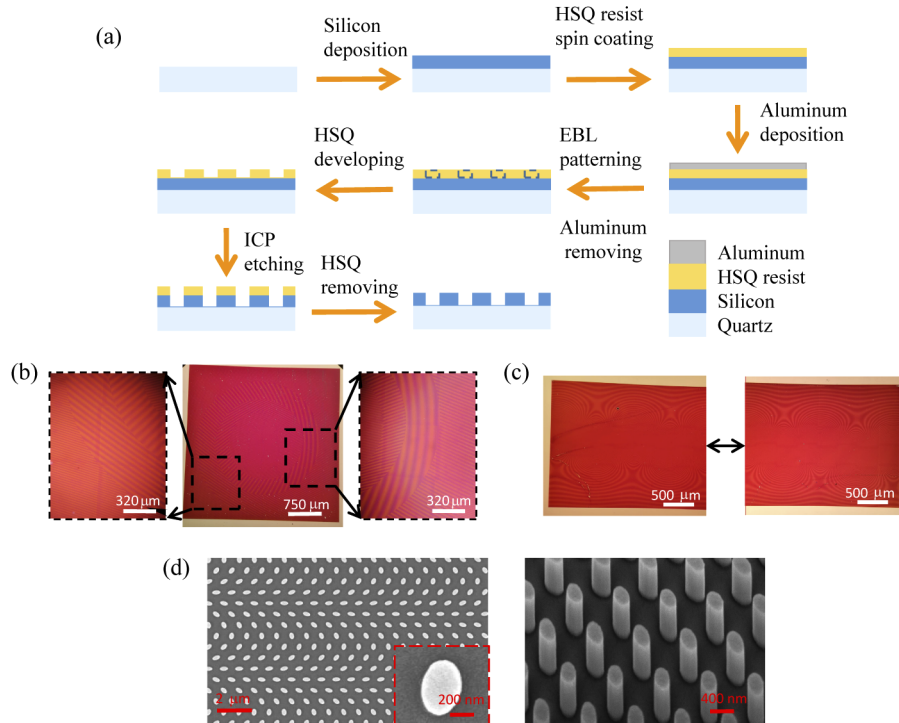 (a)
Silicon
deposition
HSQ resist
spin coating
Aluminum
deposition
HSQ
developing
EBL
patterning
Aluminum
removing
ICP
etching
HSQ
removing
Aluminum
HSQ resist
Silicon
Quartz
(b)
320 μm
750 μm
320 μm
(c)
500 μm
500 μm
(d)
2 μm
200 nm
400 nm